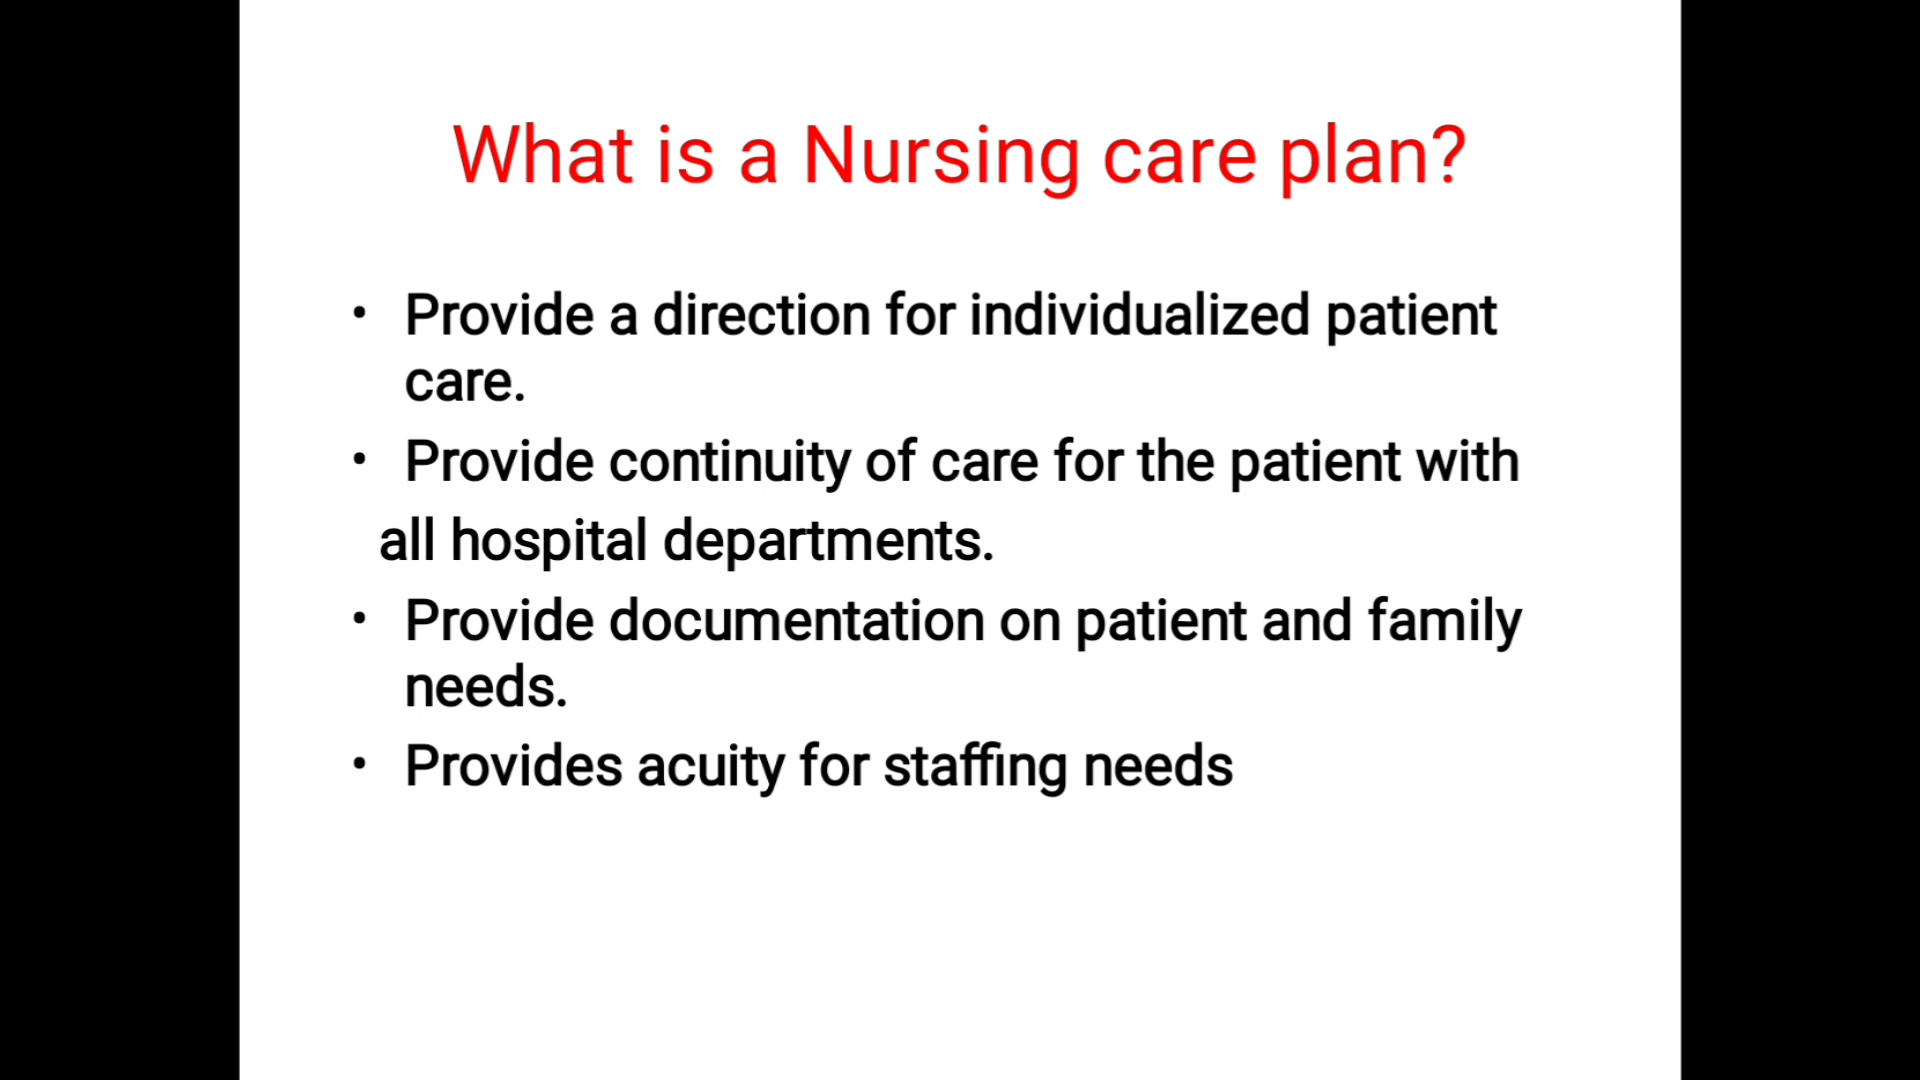 What is a Nursing care plan?
• Provide a direction for individualized patient
care.
• Provide continuity of care for the patient with
all hospital departments.
• Provide documentation on patient and family
needs.
• Provides acuity for staffing needs